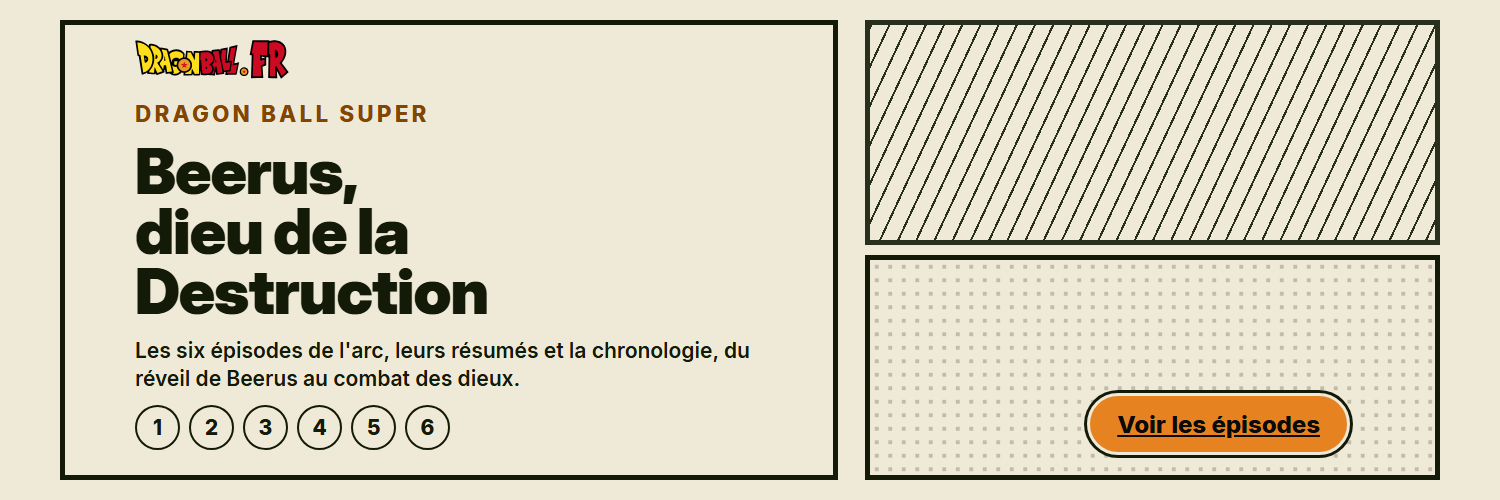 DRAGONBALL.FR
DRAGON BALL SUPER
Beerus,
dieu de la
Destruction
Les six épisodes de l'arc, leurs résumés et la chronologie, du
réveil de Beerus au combat des dieux.
1 2 3 4 5 6
Voir les épisodes